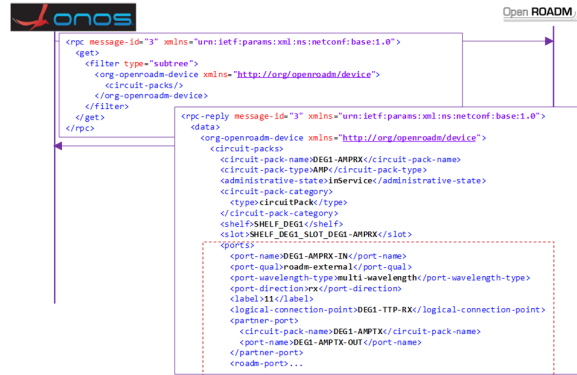 onos
Open ROADM
<rpc message-id="3" xmlns="urn:ietf:params:xml:ns:netconf:base:1.0">
<get>
<filter type="subtree">
<org-openroadm-device xmlns="http://org/openroadm/device">
<circuit-packs/>
</org-openroadm-device>
</filter>
</get>
</rpc>
<rpc-reply message-id="3" xmlns="urn:ietf:params:xml:ns:netconf:base:1.0">
<data>
<org-openroadm-device xmlns="http://org/openroadm/device">
<circuit-packs>
<circuit-pack-name>DEG1-AMPRX</circuit-pack-name>
<circuit-pack-type>AMP</circuit-pack-type>
<administrative-state>inService</administrative-state>
<circuit-pack-category>
<type>circuitPack</type>
</circuit-pack-category>
<shelf>SHELF_DEG1</shelf>
<slot>SHELF_DEG1_SLOT_DEG1-AMPRX</slot>
<ports>
<port-name>DEG1-AMPRX-IN</port-name>
<port-qual>roadm-external</port-qual>
<port-wavelength-type>multi-wavelength</port-wavelength-type>
<port-direction>rx</port-direction>
<label>11</label>
<logical-connection-point>DEG1-TTP-RX</logical-connection-point>
<partner-port>
<circuit-pack-name>DEG1-AMPTX</circuit-pack-name>
<port-name>DEG1-AMPTX-OUT</port-name>
</partner-port>
<roadm-port>...